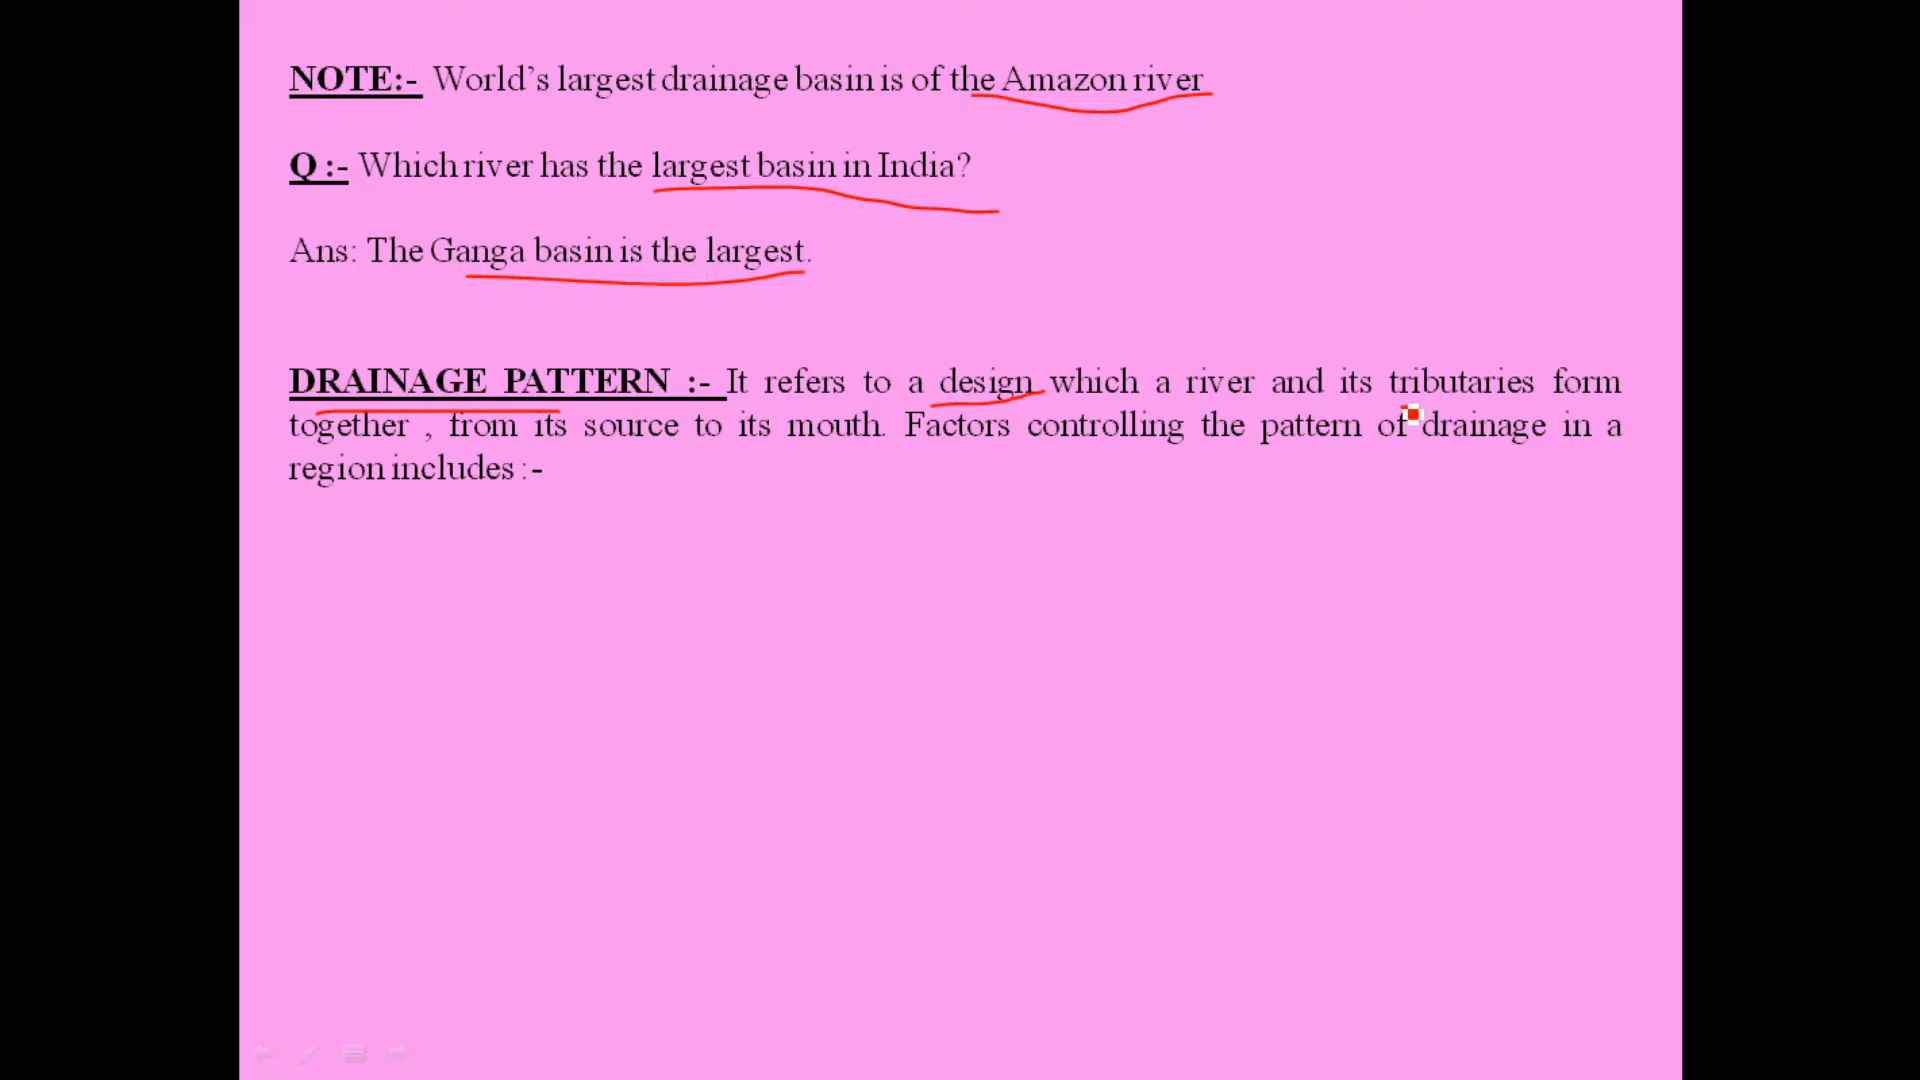 NOTE:- World’s largest drainage basin is of the Amazon river
Q :- Which river has the largest basin in India?
Ans: The Ganga basin is the largest.
DRAINAGE PATTERN :- It refers to a design which a river and its tributaries form
together , from its source to its mouth. Factors controlling the pattern of drainage in a
region includes :-